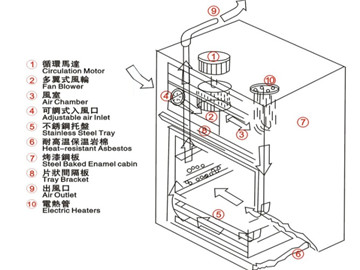 ⑨
① 循環馬達
Circulation Motor
② 多翼式風輪
Fan Blower
③ 風室
Air Chamber
④ 可調式入風口
Adjustable air Inlet
⑤ 不銹鋼托盤
Stainless Steel Tray
⑥ 耐高溫保溫岩棉
Heat-resistant Asbestos
⑦ 烤漆鋼板
Steel Baked Enamel cabin
⑧ 片狀間隔板
Tray Bracket
⑨ 出風口
Air Outlet
⑩ 電熱管
Electric Heaters
①
⑩
④
②
③
⑦
⑧
⑤
⑥